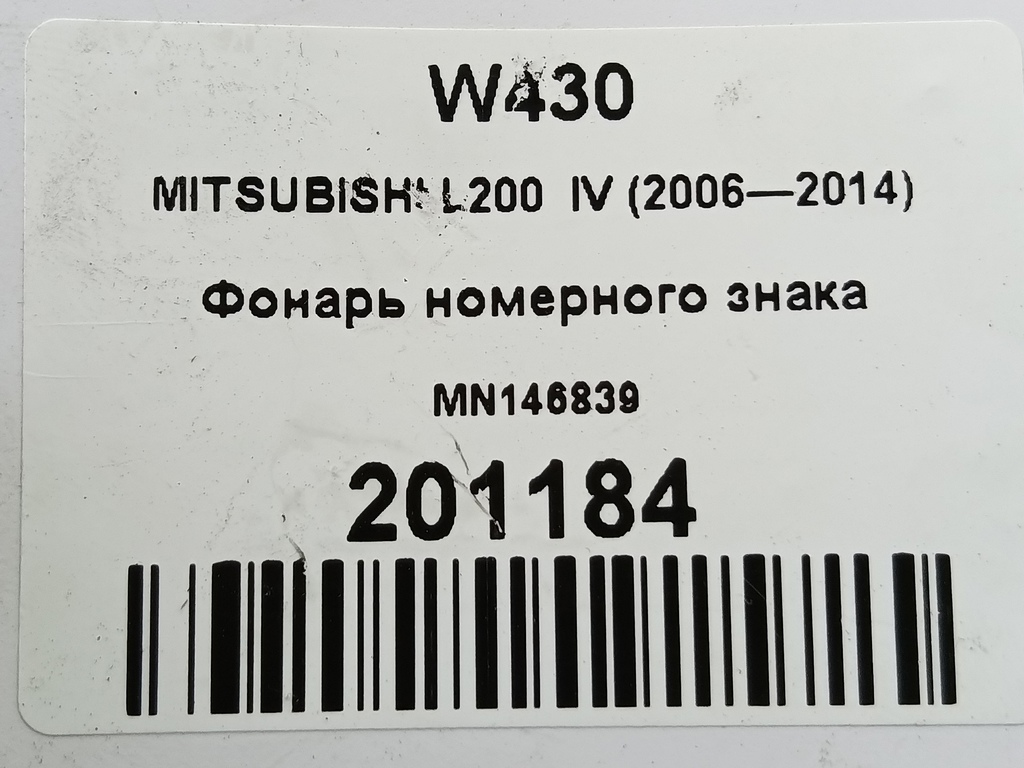 W430
MITSUBISHI L200 IV (2006—2014)
Фонарь номерного знака
MN146839
201184